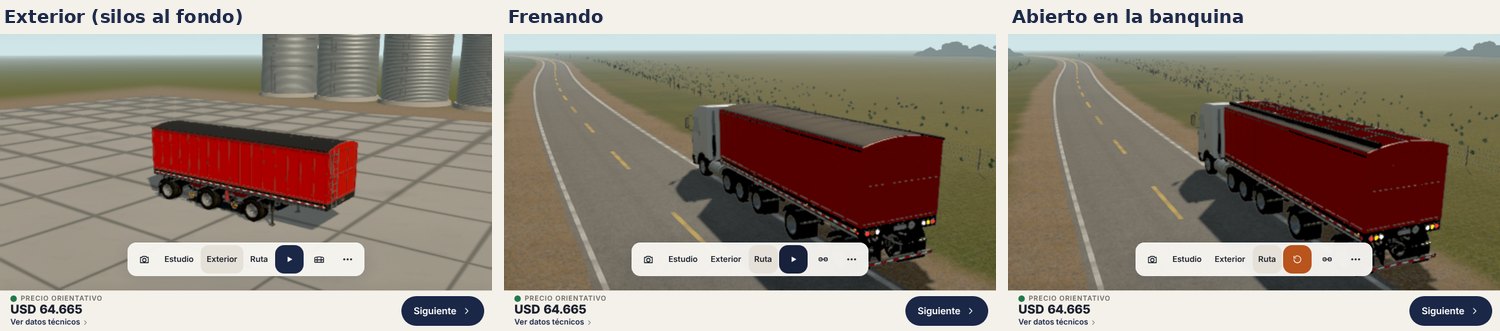 Exterior (silos al fondo)
Estudio Exterior Ruta
PRECIO ORIENTATIVO
USD 64.665
Ver datos técnicos
Siguiente
Frenando
Estudio Exterior Ruta
PRECIO ORIENTATIVO
USD 64.665
Ver datos técnicos
Siguiente
Abierto en la banquina
Estudio Exterior Ruta
PRECIO ORIENTATIVO
USD 64.665
Ver datos técnicos
Siguiente